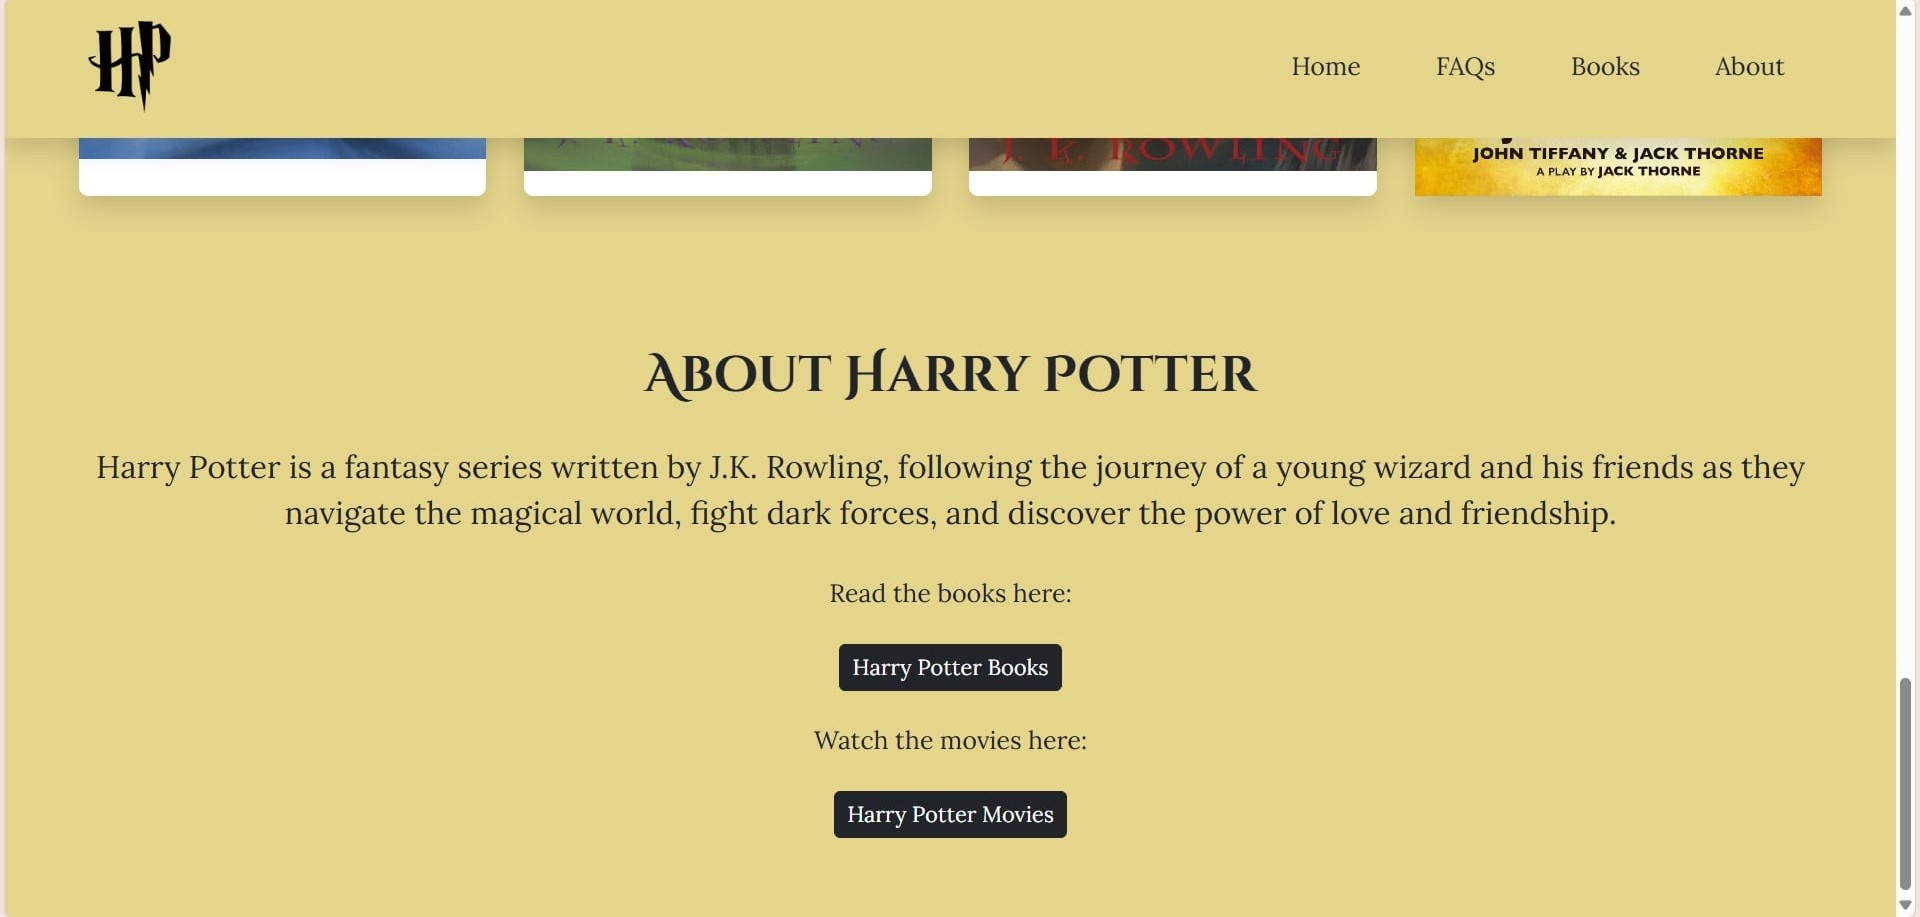 HP
Home FAQs Books About
J. K. ROWLING
J. K. ROWLING
JOHN TIFFANY & JACK THORNE
A PLAY BY JACK THORNE
About Harry Potter
Harry Potter is a fantasy series written by J.K. Rowling, following the journey of a young wizard and his friends as they
navigate the magical world, fight dark forces, and discover the power of love and friendship.
Read the books here:
Harry Potter Books
Watch the movies here:
Harry Potter Movies